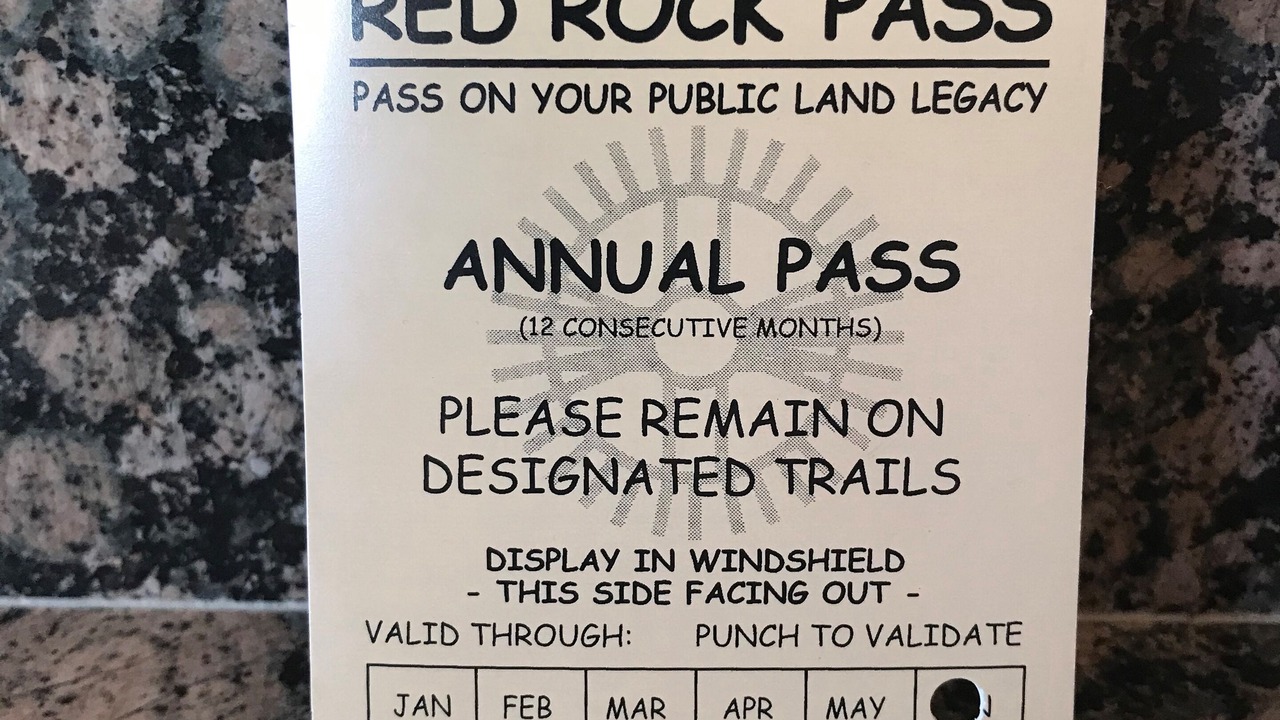 RED ROCK PASS
PASS ON YOUR PUBLIC LAND LEGACY
ANNUAL PASS
(12 CONSECUTIVE MONTHS)
PLEASE REMAIN ON
DESIGNATED TRAILS
DISPLAY IN WINDSHIELD
- THIS SIDE FACING OUT -
VALID THROUGH: PUNCH TO VALIDATE
JAN FEB MAR APR MAY